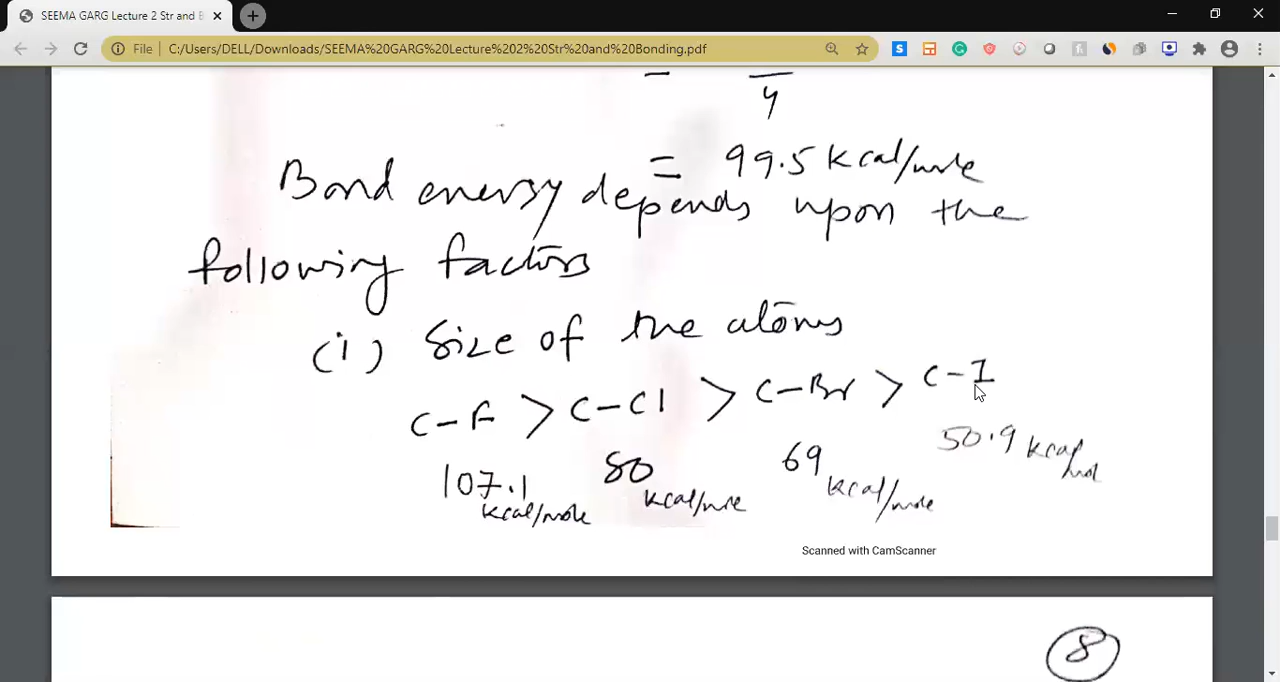 SEEMA GARG Lecture 2 Str and B
File | C:/Users/DELL/Downloads/SEEMA%20GARG%20Lecture%202%20Str%20and%20Bonding.pdf
4
= 99.5 kcal/mole
Bond energy depends upon the
following factors
(i) Size of the atoms
C-F > C-Cl > C-Br > C-I
107.1 kcal/mole 80 kcal/mole 69 kcal/mole 50.9 kcal/mol
Scanned with CamScanner
8